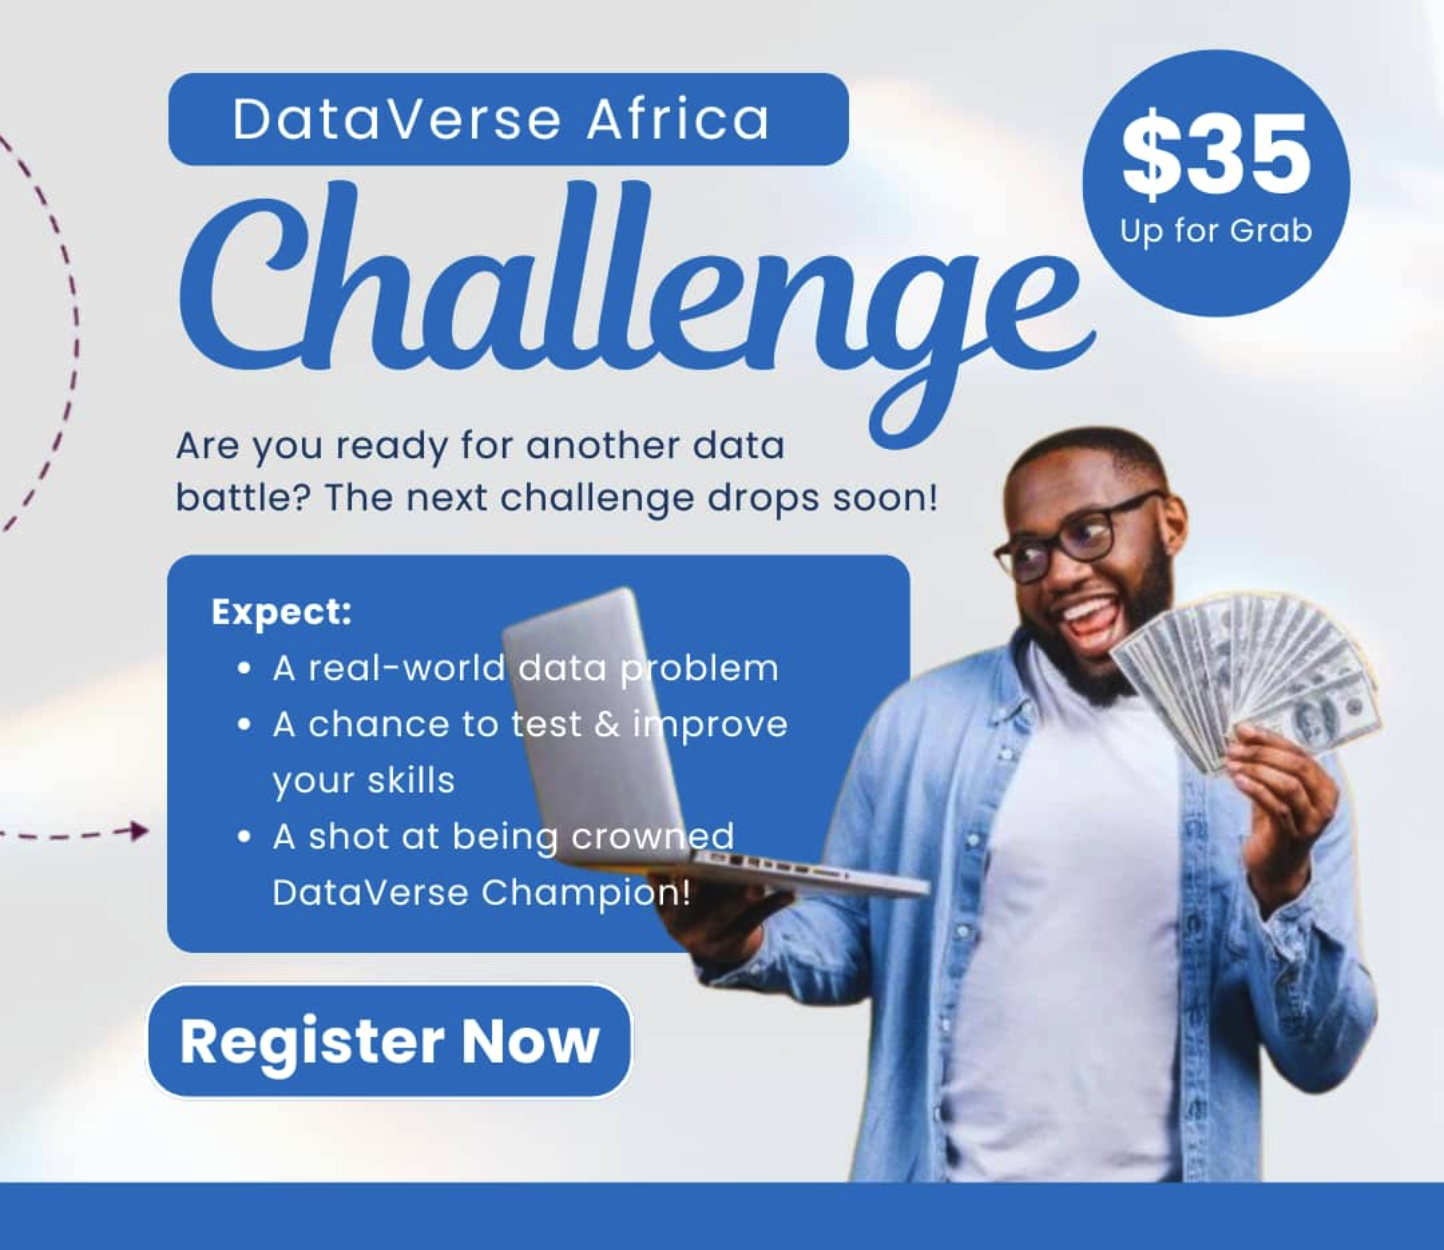 DataVerse Africa
$35
Up for Grab
Challenge
Are you ready for another data
battle? The next challenge drops soon!
Expect:
• A real-world data problem
• A chance to test & improve
your skills
• A shot at being crowned
DataVerse Champion!
Register Now